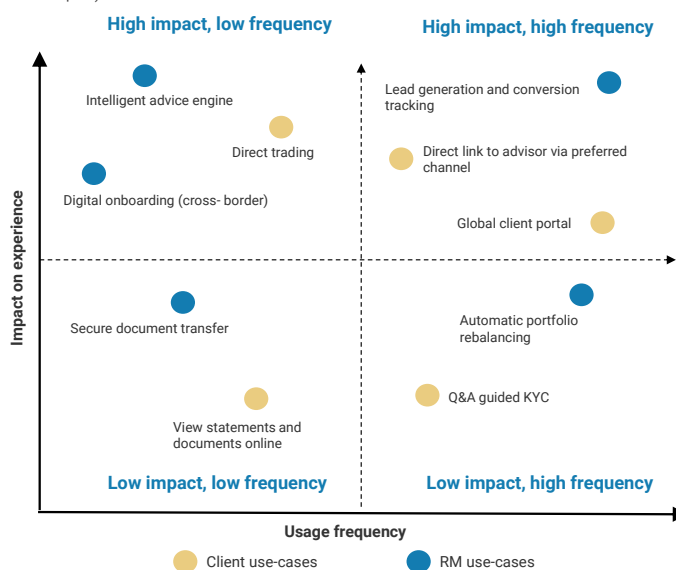 High impact, low frequency
High impact, high frequency
Intelligent advice engine
Lead generation and conversion
tracking
Direct trading
Direct link to advisor via preferred
channel
Digital onboarding (cross- border)
Global client portal
Impact on experience
Secure document transfer
Automatic portfolio
rebalancing
Q&A guided KYC
View statements and
documents online
Low impact, low frequency
Low impact, high frequency
Usage frequency
Client use-cases
RM use-cases